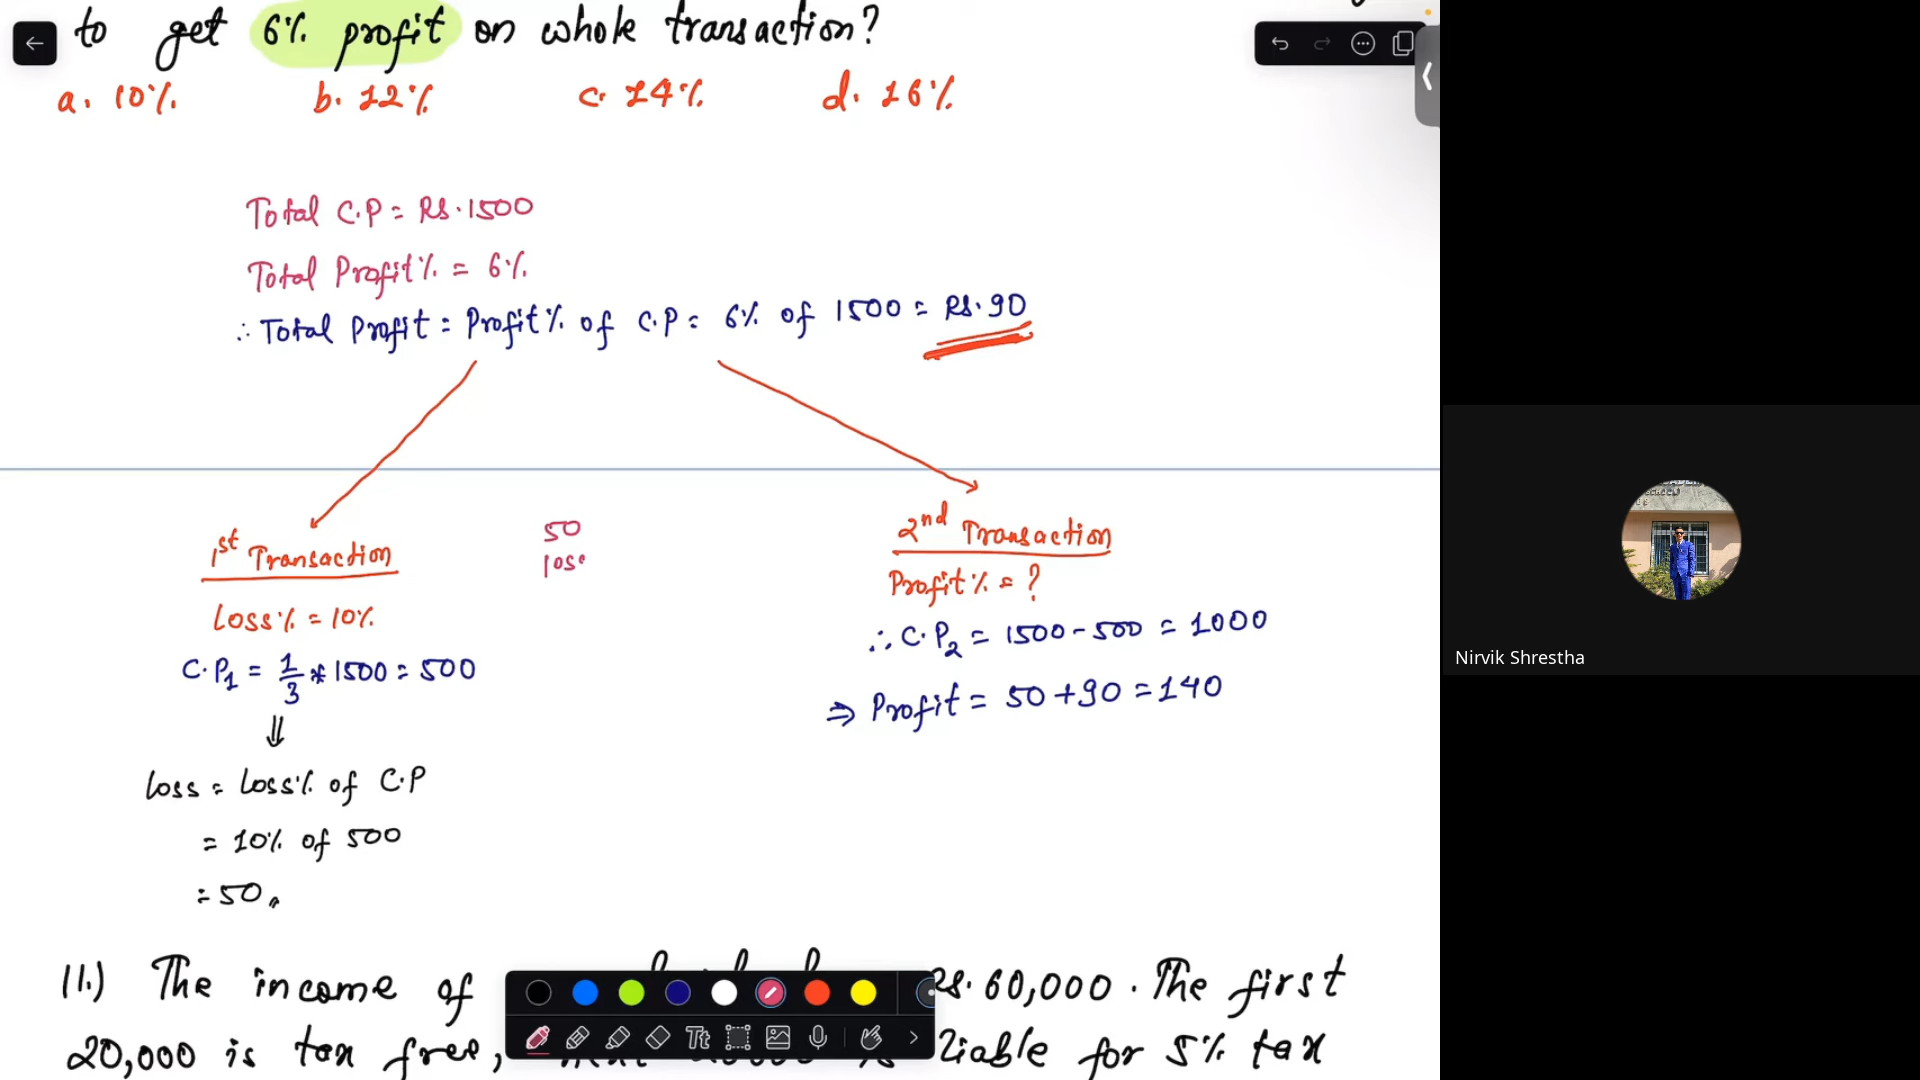 to get 6% profit on whole transaction?
a. 10% b. 12% c. 14% d. 16%
Total C.P = Rs.1500
Total Profit% = 6%
∴ Total Profit = Profit% of C.P = 6% of 1500 = Rs.90
1st Transaction
Loss% = 10%
C.P1 = 1/3 * 1500 = 500
⇓
loss = loss% of C.P
= 10% of 500
= 50
50
loss
2nd Transaction
Profit% = ?
∴ C.P2 = 1500 - 500 = 1000
⇒ Profit = 50 + 90 = 140
11.) The income of Rs. 60,000. The first
20,000 is tax free, liable for 5% tax
Tt
Nirvik Shrestha